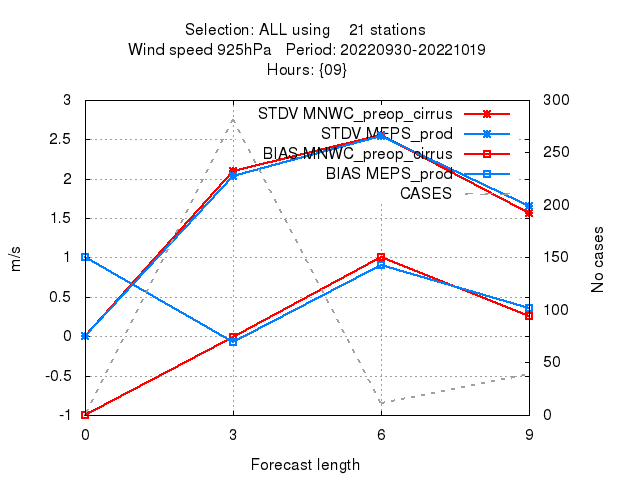 Selection: ALL using 21 stations
Wind speed 925hPa Period: 20220930-20221019
Hours: {09}
3
2.5
2
1.5
1
0.5
0
-0.5
-1
m/s
STDV MNWC_preop_cirrus
STDV MEPS_prod
BIAS MNWC_preop_cirrus
BIAS MEPS_prod
CASES
300
250
200
150
100
50
0
No cases
0 3 6 9
Forecast length